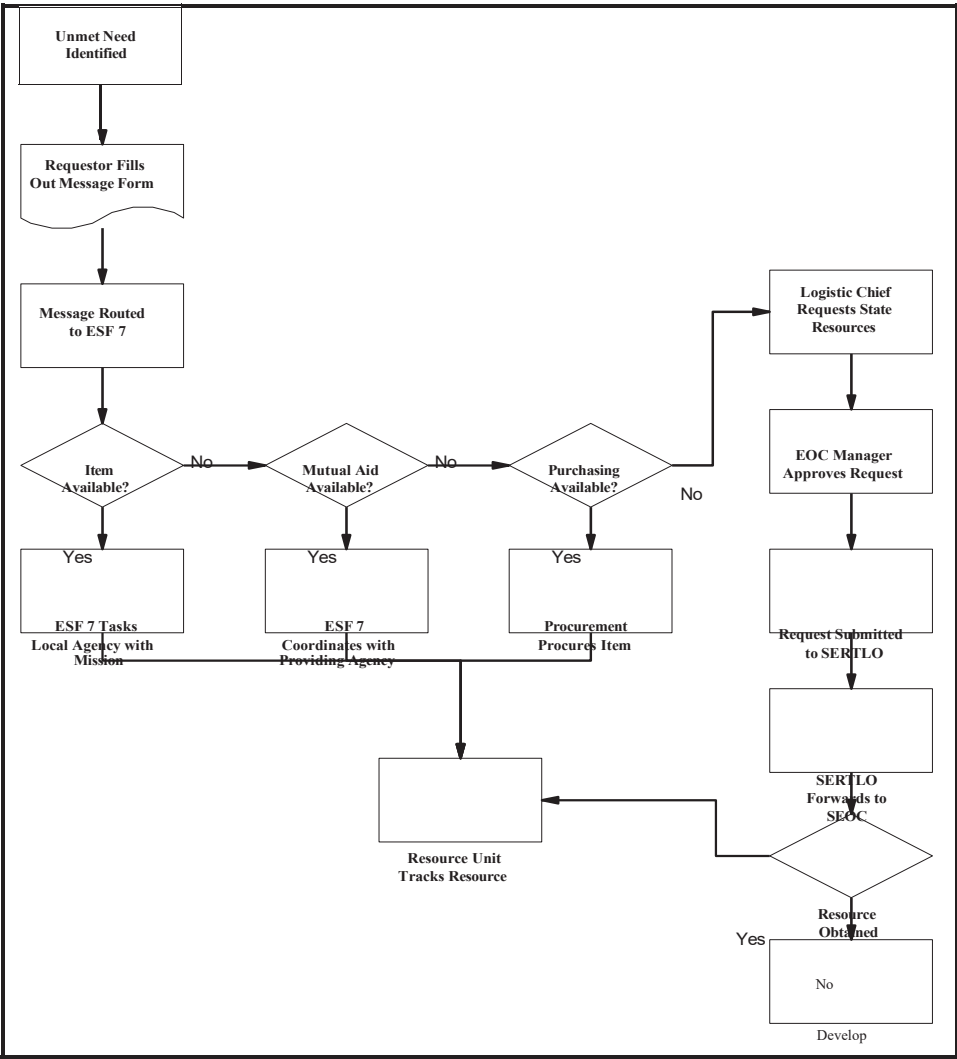 Unmet Need
Identified
Requestor Fills
Out Message Form
Message Routed
to ESF 7
Logistic Chief
Requests State
Resources
Item
Available?
No
Mutual Aid
Available?
No
Purchasing
Available?
No
EOC Manager
Approves Request
Yes
Yes
Yes
ESF 7 Tasks
Local Agency with
Mission
ESF 7
Coordinates with
Providing Agency
Procurement
Procures Item
Request Submitted
to SERTLO
SERTLO
Forwards to
SEOC
Resource Unit
Tracks Resource
Resource
Obtained
Yes
No
Develop